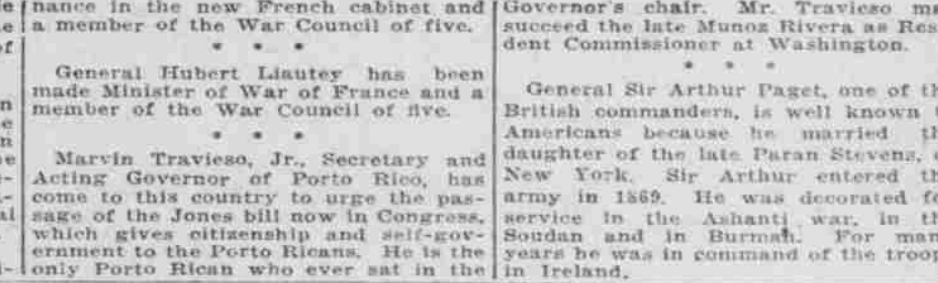 nance in the new French cabinet and
a member of the War Council of five.
* * *
General Hubert Liautey has been
made Minister of War of France and a
member of the War Council of five.
* * *
Marvin Travieso, Jr., Secretary and
Acting Governor of Porto Rico, has
come to this country to urge the pas-
sage of the Jones bill now in Congress,
which gives citizenship and self-gov-
ernment to the Porto Ricans. He is the
only Porto Rican who ever sat in the
Governor's chair. Mr. Travieso
succeed the late Munoz Rivera as
dent Commissioner at Washington.
* * *
General Sir Arthur Paget, one of
British commanders, is well known
Americans because he married
daughter of the late Paran Stevens,
New York. Sir Arthur entered
army in 1869. He was decorated
service in the Ashanti war, in
Soudan and in Burmah. For
years he was in command of the
in Ireland.